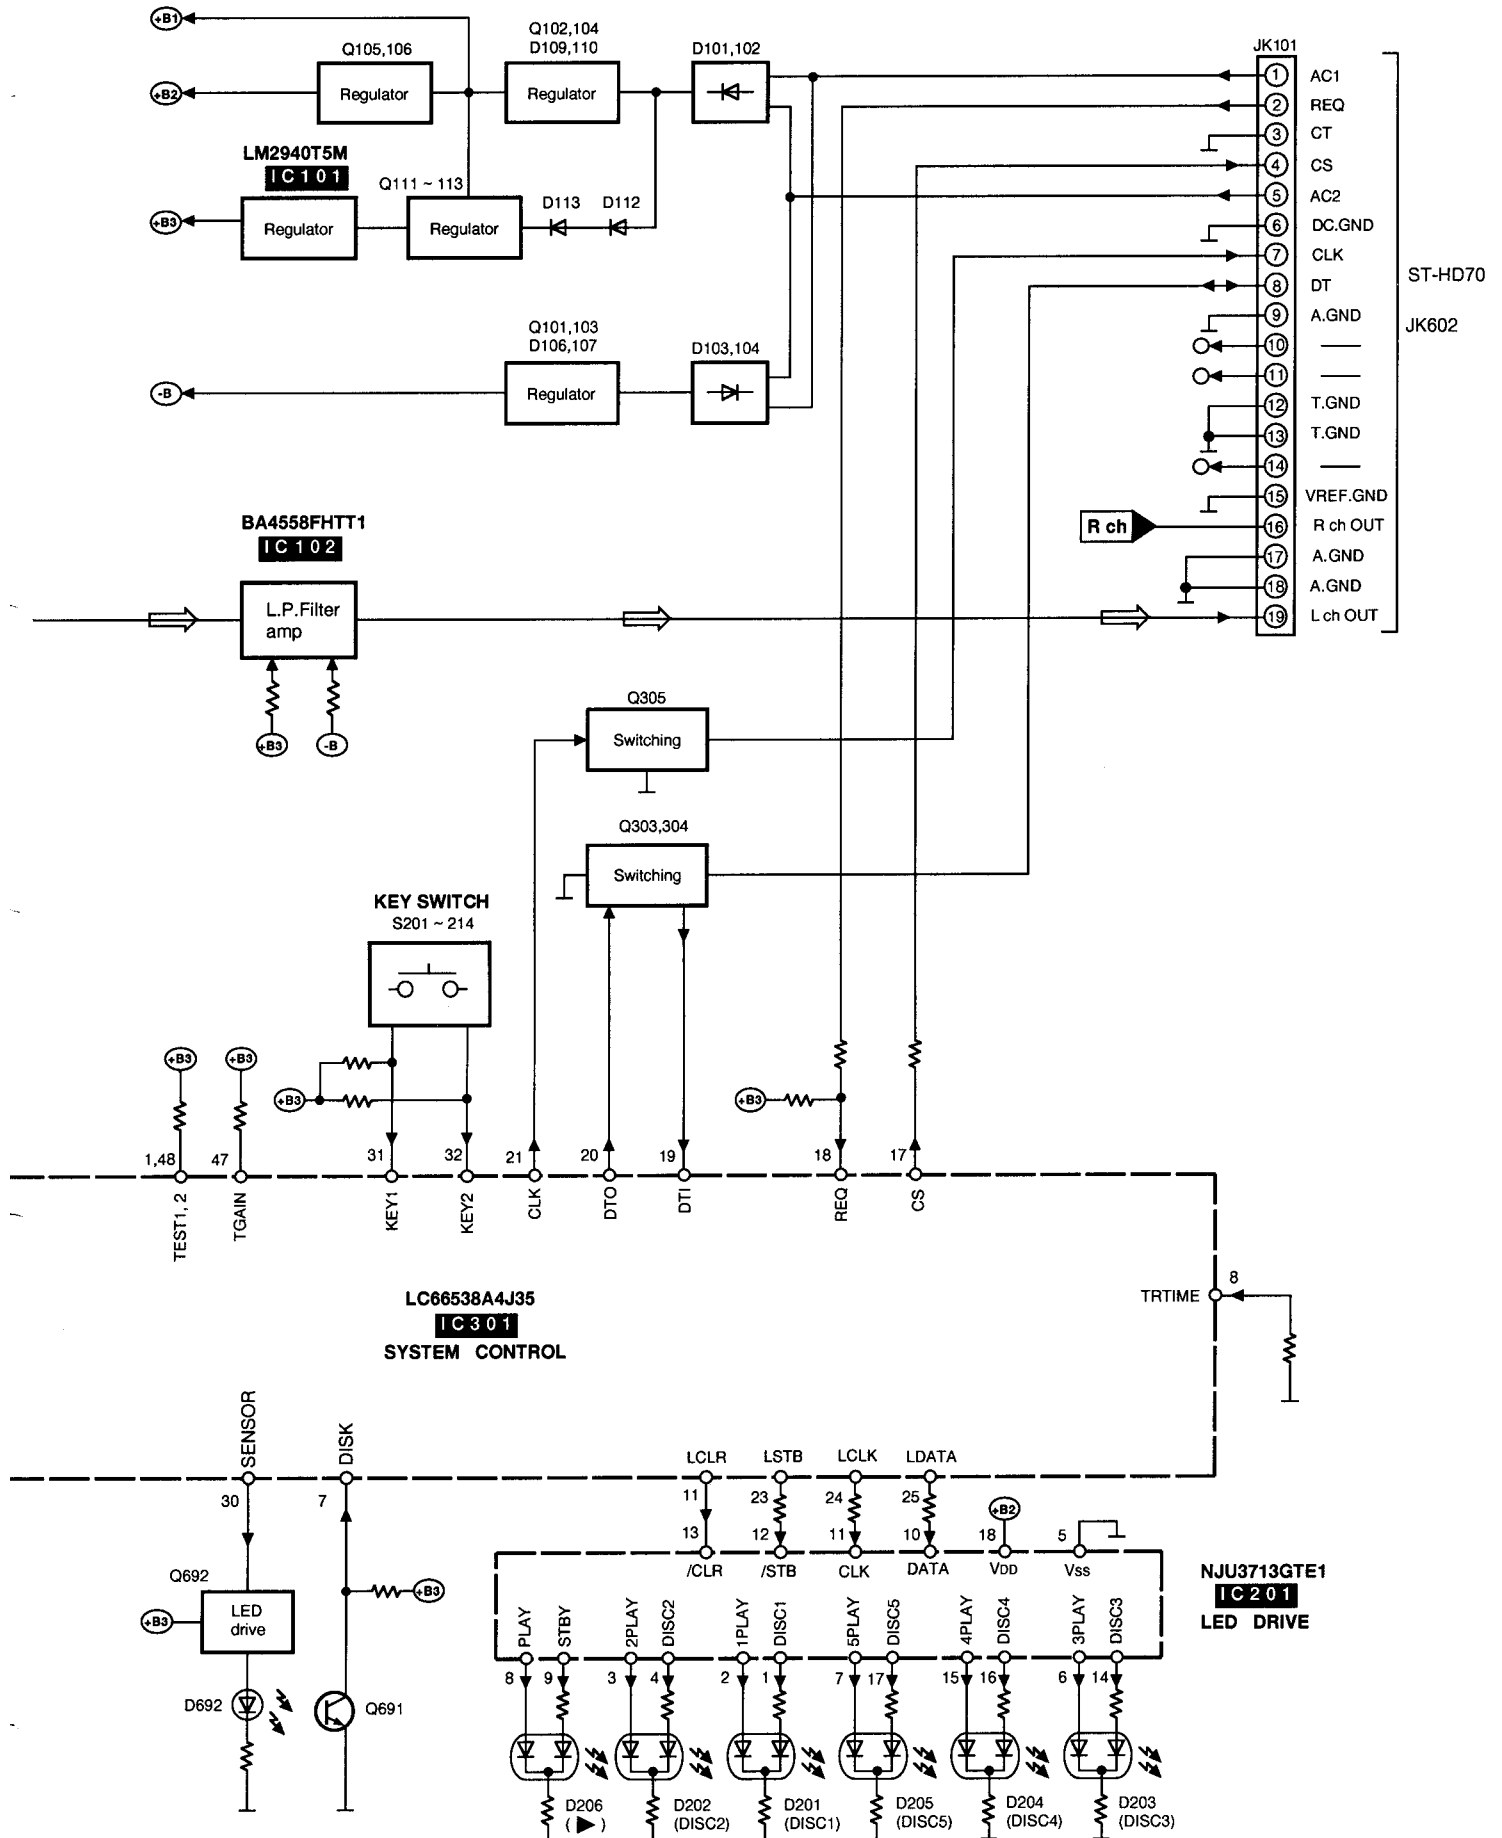 +B1
Q105,106
Q102,104
D109,110
D101,102
JK101
+B2
Regulator
Regulator
1 AC1
2 REQ
3 CT
4 CS
5 AC2
6 DC.GND
7 CLK
8 DT
9 A.GND
10 —
11 —
12 T.GND
13 T.GND
14 —
15 VREF.GND
16 R ch OUT
17 A.GND
18 A.GND
19 L ch OUT
ST-HD70
JK602
LM2940T5M
IC101
Q111 ~ 113
D113
D112
+B3
Regulator
Regulator
Q101,103
D106,107
D103,104
-B
Regulator
R ch
BA4558FHTT1
IC102
L.P.Filter
amp
+B3
-B
Q305
Switching
Q303,304
Switching
KEY SWITCH
S201 ~ 214
+B3
+B3
+B3
+B3
1,48
47
31
32
21
20
19
18
17
TEST1, 2
TGAIN
KEY1
KEY2
CLK
DTO
DTI
REQ
CS
TRTIME
8
LC66538A4J35
IC301
SYSTEM CONTROL
SENSOR
DISK
LCLR
LSTB
LCLK
LDATA
30
7
11
23
24
25
+B2
13
12
11
10
18
5
/CLR
/STB
CLK
DATA
VDD
VSS
NJU3713GTE1
IC201
LED DRIVE
Q692
+B3
LED
drive
+B3
PLAY
STBY
2PLAY
DISC2
1PLAY
DISC1
5PLAY
DISC5
4PLAY
DISC4
3PLAY
DISC3
8
9
3
4
2
1
7
17
15
16
6
14
D692
Q691
D206
(▶)
D202
(DISC2)
D201
(DISC1)
D205
(DISC5)
D204
(DISC4)
D203
(DISC3)